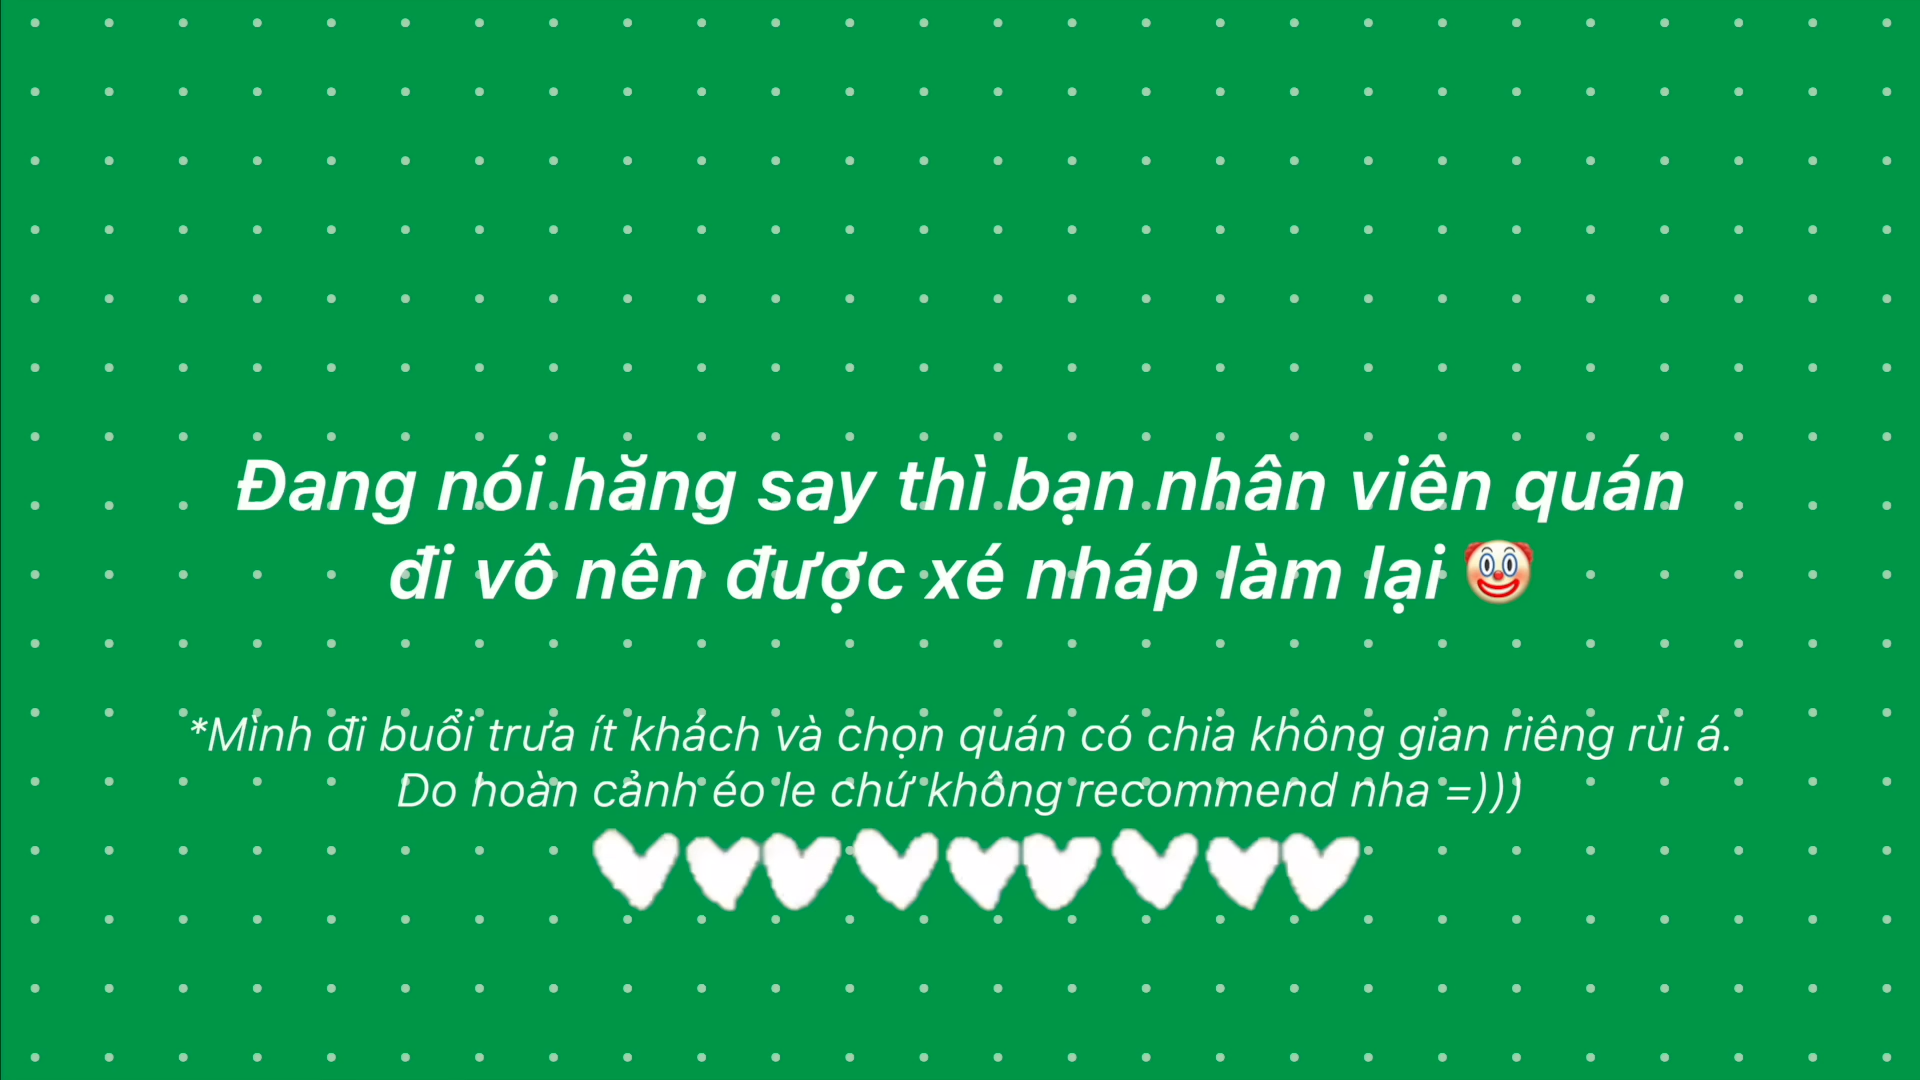 Đang nói hăng say thì bạn nhân viên quán
đi vô nên được xé nháp làm lại 🤡
*Mình đi buổi trưa ít khách và chọn quán có chia không gian riêng rùi á.
Do hoàn cảnh éo le chứ không recommend nha =)))